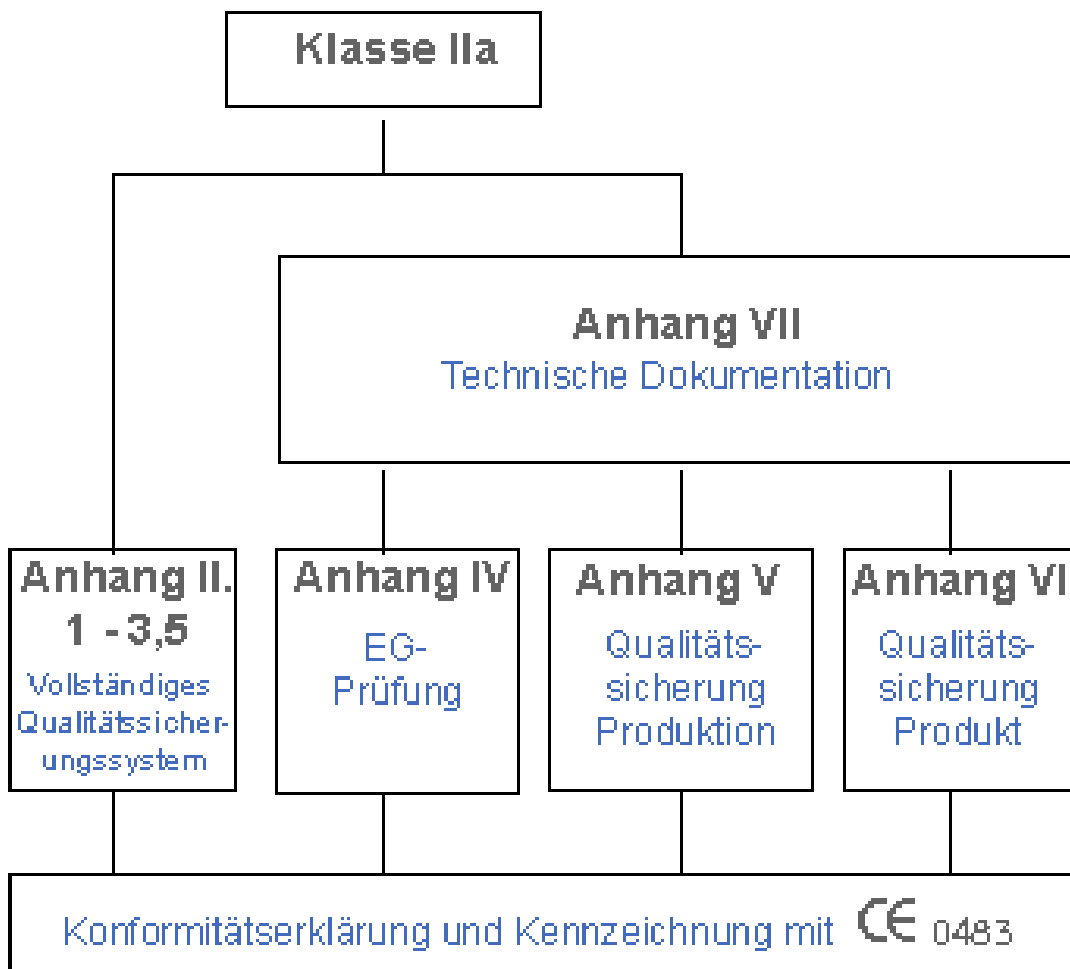 Klasse IIa
Anhang VII
Technische Dokumentation
Anhang II.
1 - 3,5
Vollständiges
Qualitätssicher-
ungssystem
Anhang IV
EG-
Prüfung
Anhang V
Qualitäts-
sicherung
Produktion
Anhang VI
Qualitäts-
sicherung
Produkt
Konformitätserklärung und Kennzeichnung mit CE 0483